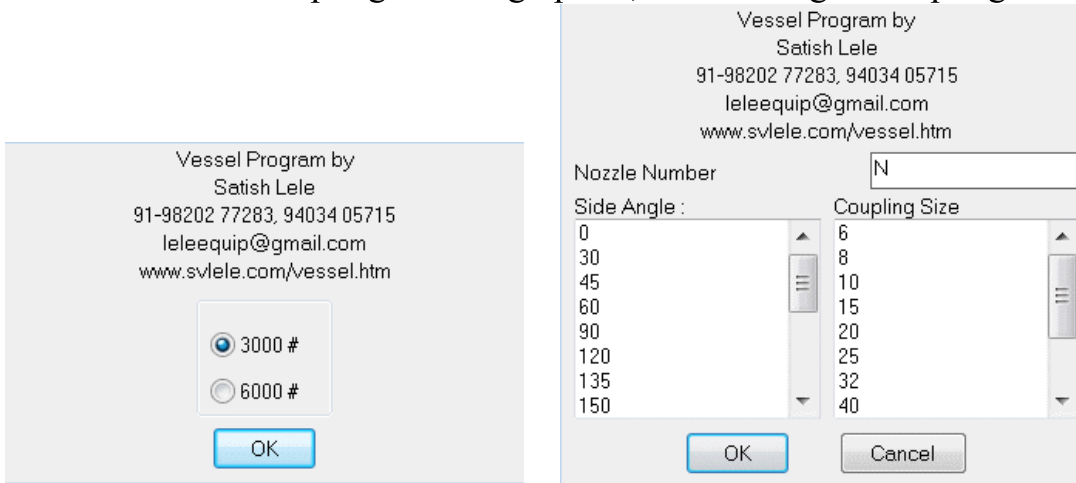 Vessel Program by
Satish Lele
91-98202 77283, 94034 05715
leleequip@gmail.com
www.svlele.com/vessel.htm
3000 #
6000 #
OK
Vessel Program by
Satish Lele
91-98202 77283, 94034 05715
leleequip@gmail.com
www.svlele.com/vessel.htm
Nozzle Number
N
Side Angle :
0
30
45
60
90
120
135
150
Coupling Size
6
8
10
15
20
25
32
40
OK
Cancel